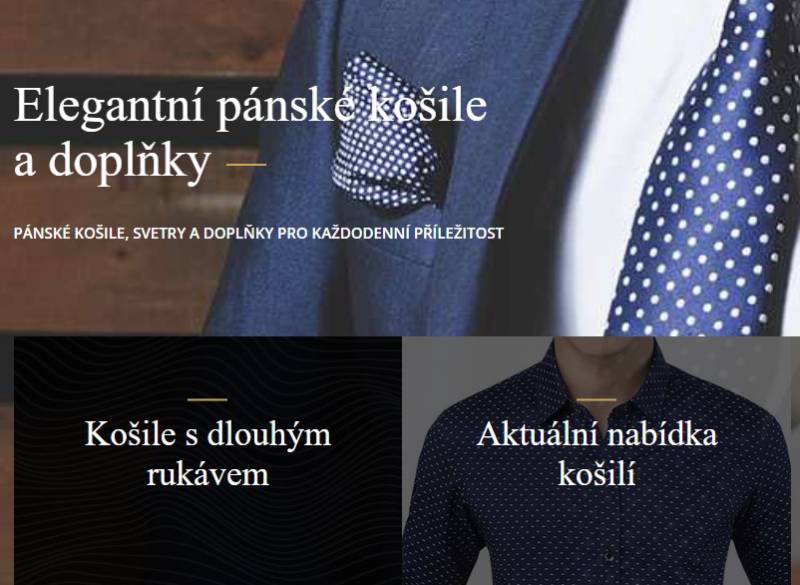 Elegantní pánské košile
a doplňky
PÁNSKÉ KOŠILE, SVETRY A DOPLŇKY PRO KAŽDODENNÍ PŘÍLEŽITOST
Košile s dlouhým
rukávem
Aktuální nabídka
košilí